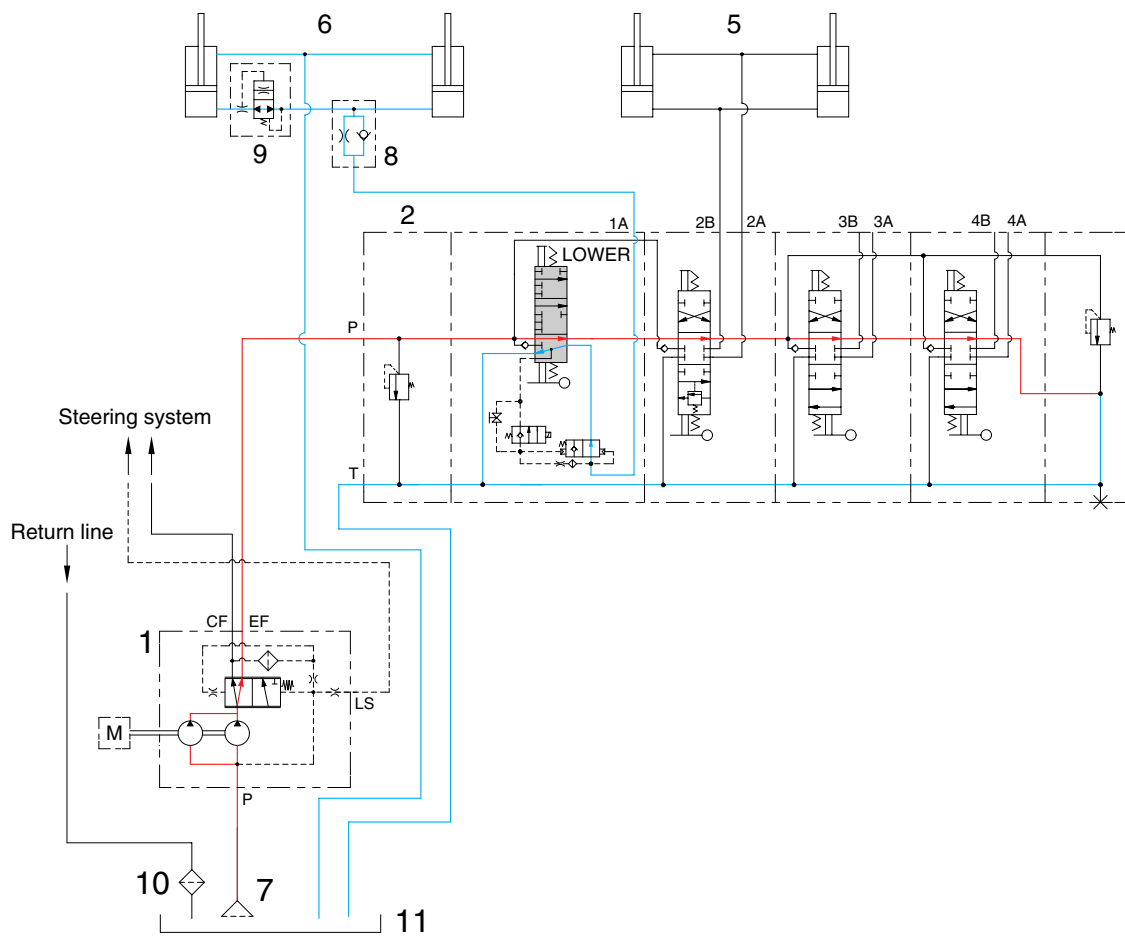 6
5
9
8
2
1A
2B
2A
3B
3A
4B
4A
LOWER
P
Steering system
T
Return line
CF
EF
1
LS
M
P
10
7
11